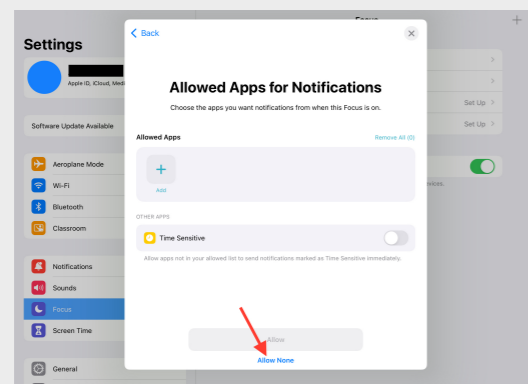 Focus
Settings
Back
Apple ID, iCloud, Medi
Software Update Available
Aeroplane Mode
Wi-Fi
Bluetooth
Classroom
Notifications
Sounds
Focus
Screen Time
General
Allowed Apps for Notifications
Choose the apps you want notifications from when this Focus is on.
Allowed Apps
Remove All (0)
Add
OTHER APPS
Time Sensitive
Allow apps not in your allowed list to send notifications marked as Time Sensitive immediately.
Allow
Allow None
Set Up
Set Up